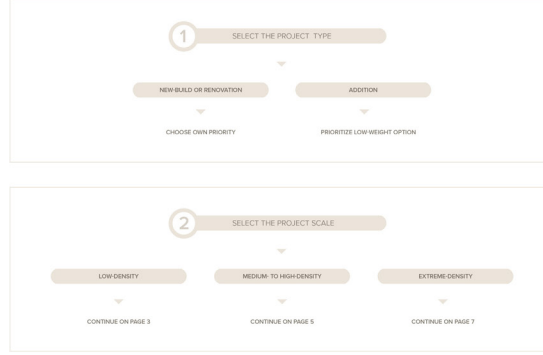 1
SELECT THE PROJECT TYPE
NEW-BUILD OR RENOVATION
ADDITION
CHOOSE OWN PRIORITY
PRIORITIZE LOW-WEIGHT OPTION
2
SELECT THE PROJECT SCALE
LOW-DENSITY
MEDIUM- TO HIGH-DENSITY
EXTREME-DENSITY
CONTINUE ON PAGE 3
CONTINUE ON PAGE 5
CONTINUE ON PAGE 7